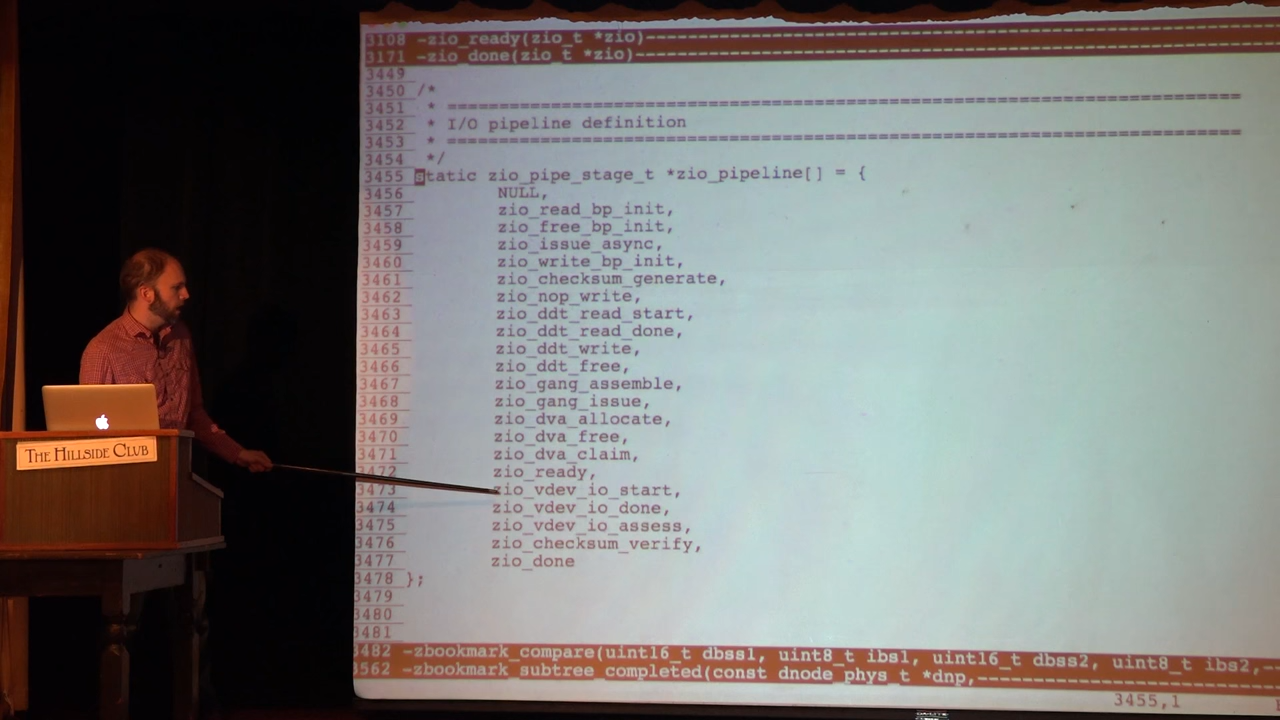 3108 -zio_ready(zio_t *zio)--------------------------------------------------------------
3171 -zio_done(zio_t *zio)---------------------------------------------------------------
3449
3450 /*
3451  * ===============================================================================
3452  * I/O pipeline definition
3453  * ===============================================================================
3454  */
3455 static zio_pipe_stage_t *zio_pipeline[] = {
3456         NULL,
3457         zio_read_bp_init,
3458         zio_free_bp_init,
3459         zio_issue_async,
3460         zio_write_bp_init,
3461         zio_checksum_generate,
3462         zio_nop_write,
3463         zio_ddt_read_start,
3464         zio_ddt_read_done,
3465         zio_ddt_write,
3466         zio_ddt_free,
3467         zio_gang_assemble,
3468         zio_gang_issue,
3469         zio_dva_allocate,
3470         zio_dva_free,
3471         zio_dva_claim,
3472         zio_ready,
3473         zio_vdev_io_start,
3474         zio_vdev_io_done,
3475         zio_vdev_io_assess,
3476         zio_checksum_verify,
3477         zio_done
3478 };
3479
3480
3481
3482 -zbookmark_compare(uint16_t dbss1, uint8_t ibs1, uint16_t dbss2, uint8_t ibs2,--
3562 -zbookmark_subtree_completed(const dnode_phys_t *dnp,-----------------------------
3455,1
THE HILLSIDE CLUB